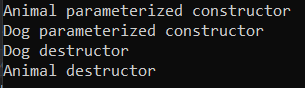 Animal parameterized constructor
Dog parameterized constructor
Dog destructor
Animal destructor